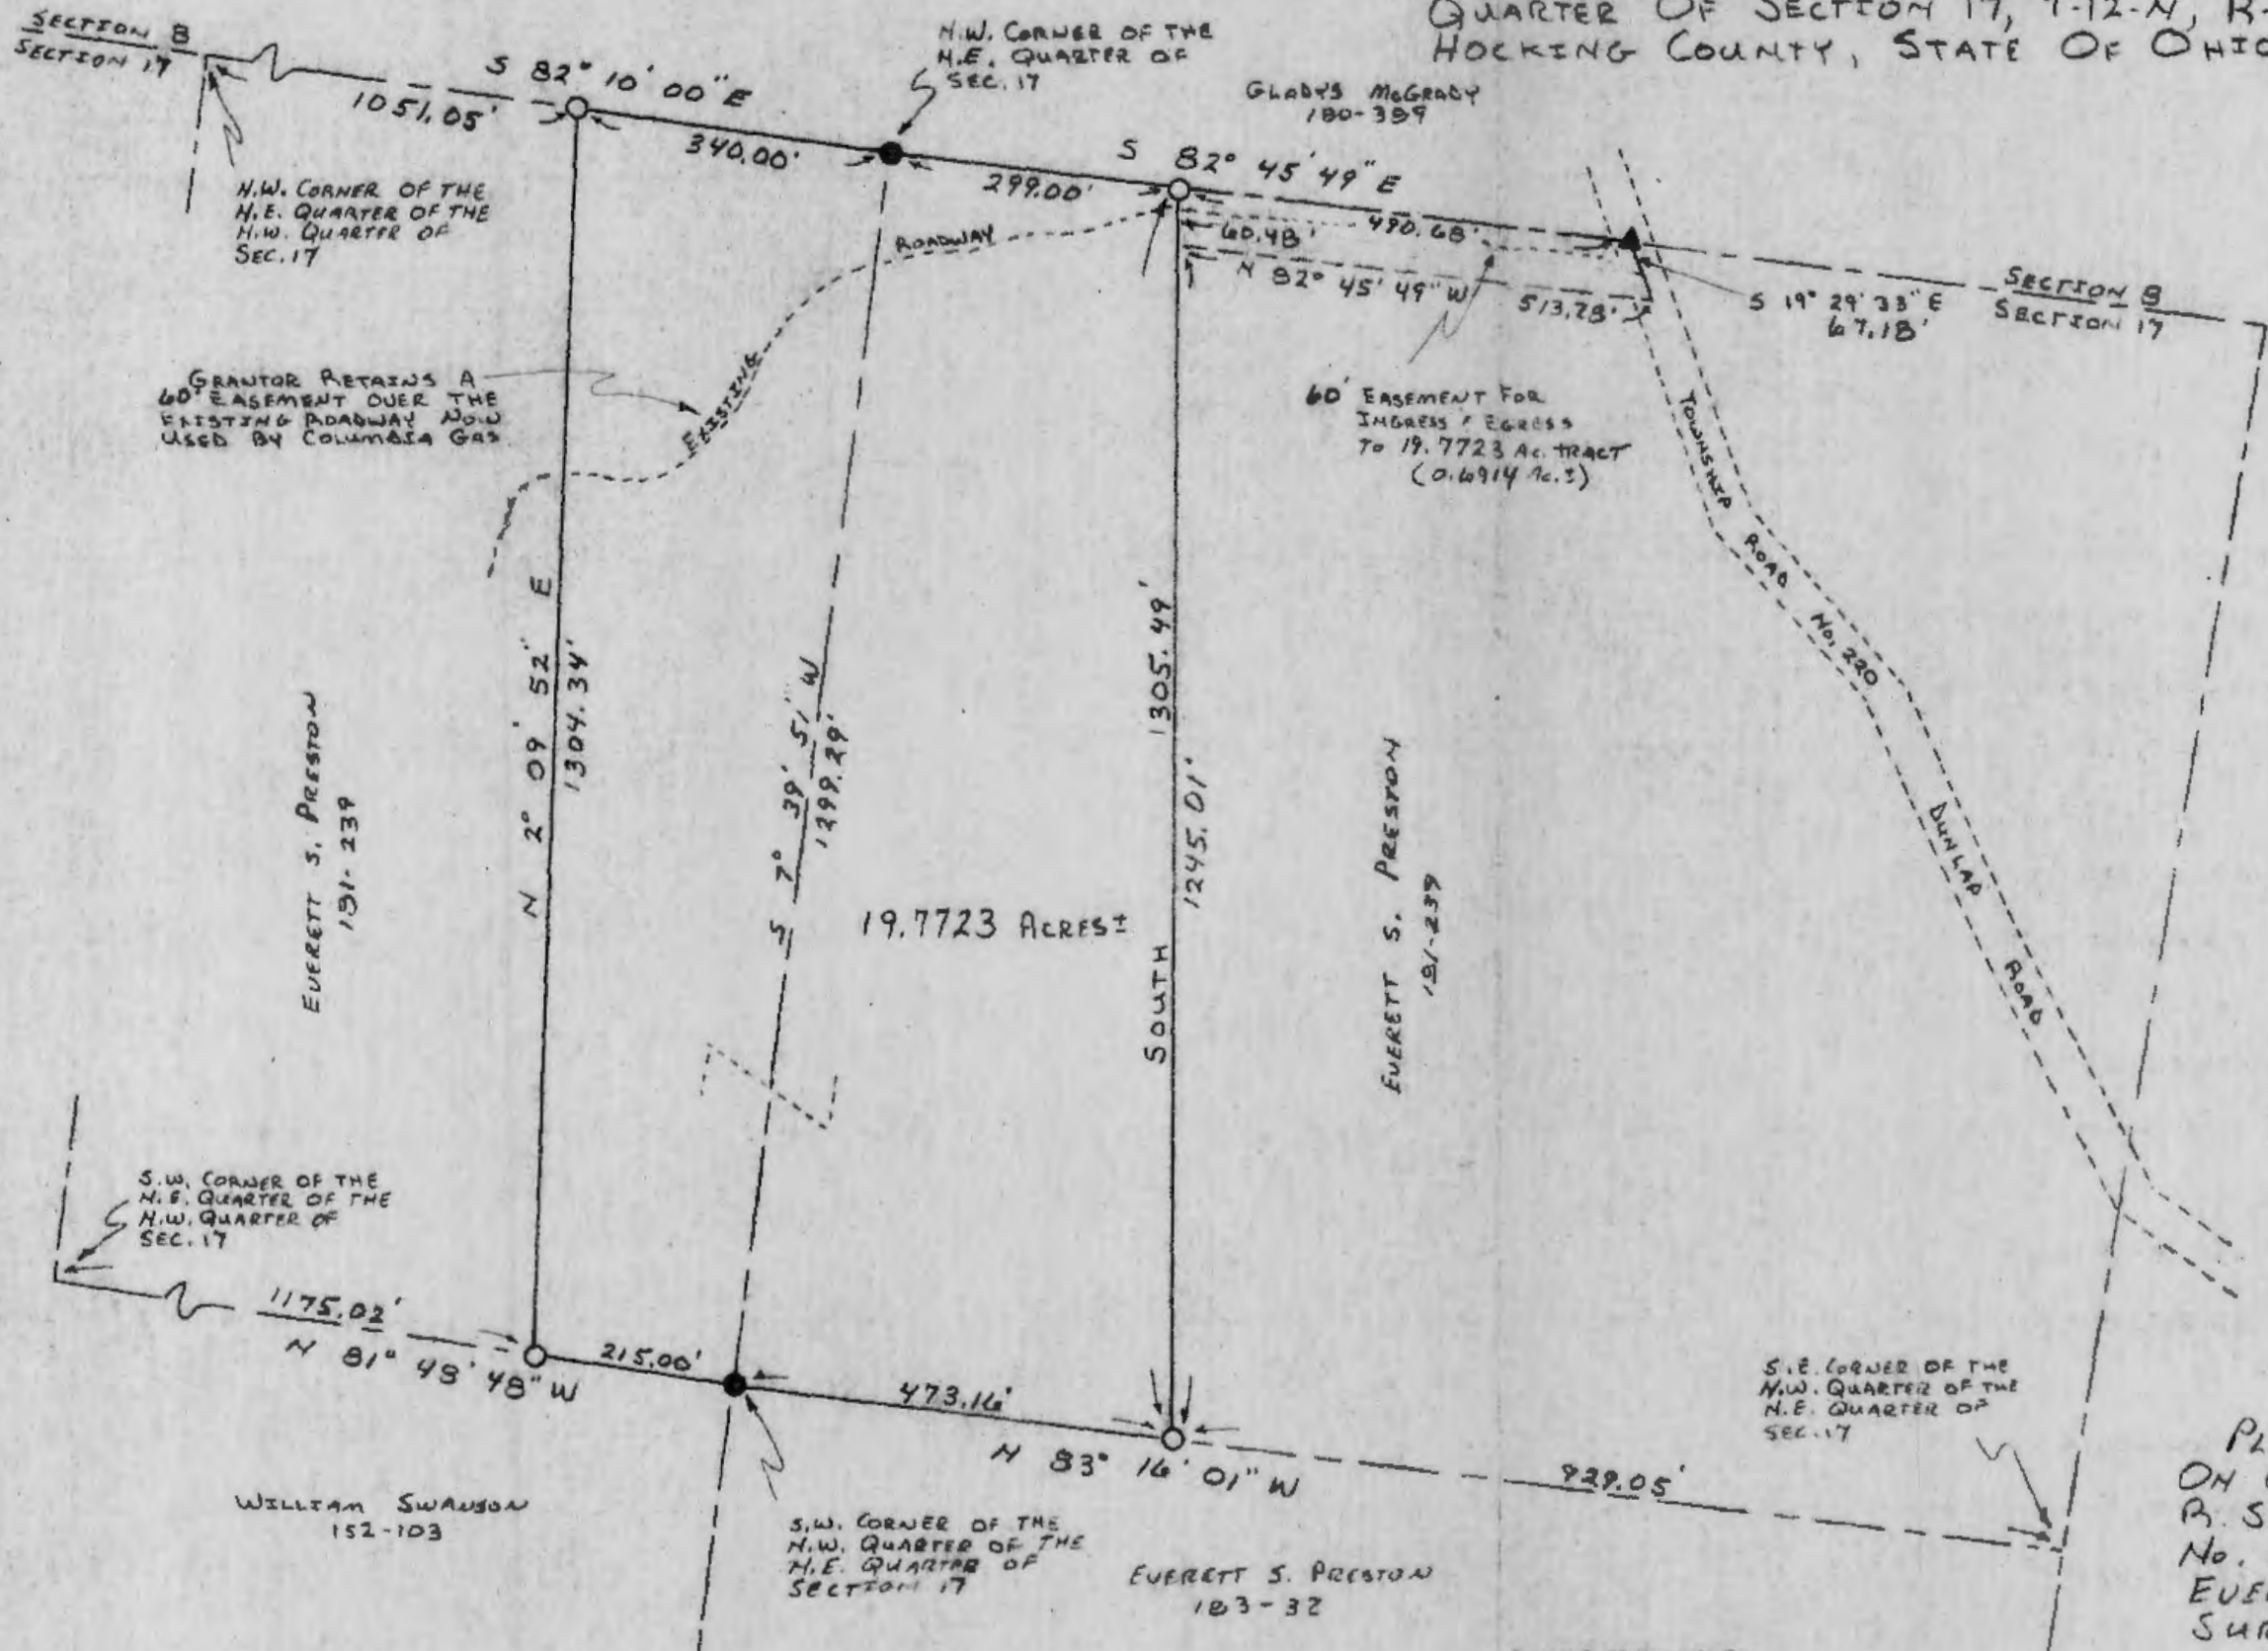 QUARTER OF SECTION 17, T-12-N, R-
HOCKING COUNTY, STATE OF OHIO
SECTION 8
SECTION 17
S 82° 10' 00" E
1051.05'
340.00'
N.W. CORNER OF THE
N.E. QUARTER OF
SEC. 17
GLADYS McGRADY
180-399
N.W. CORNER OF THE
N.E. QUARTER OF THE
N.W. QUARTER OF
SEC. 17
299.00'
S 82° 45' 49" E
490.68'
60.48'
N 82° 45' 49" W
513.78'
S 19° 29' 33" E
67.18'
SECTION 8
SECTION 17
EXISTING ROADWAY
GRANTOR RETAINS A
60' EASEMENT OVER THE
EXISTING ROADWAY NOW
USED BY COLUMBIA GAS
60' EASEMENT FOR
INGRESS & EGRESS
TO 19.7723 AC. TRACT
(0.6914 AC.±)
TOWNSHIP ROAD NO. 220
DUNLAP ROAD
N 2° 09' 52" E
1304.34'
S 7° 39' 51" W
1299.29'
SOUTH 1305.49'
1245.01'
EVERETT S. PRESTON
181-239
19.7723 ACRES±
EVERETT S. PRESTON
181-239
S.W. CORNER OF THE
N.E. QUARTER OF THE
N.W. QUARTER OF
SEC. 17
1175.02'
N 81° 48' 48" W
215.00'
473.16'
N 83° 16' 01" W
929.05'
S.E. CORNER OF THE
N.W. QUARTER OF THE
N.E. QUARTER OF
SEC. 17
WILLIAM SWANSON
152-103
S.W. CORNER OF THE
N.W. QUARTER OF THE
N.E. QUARTER OF
SECTION 17
EVERETT S. PRESTON
183-32
PL
ON
R. S
No.
EVE
SUR